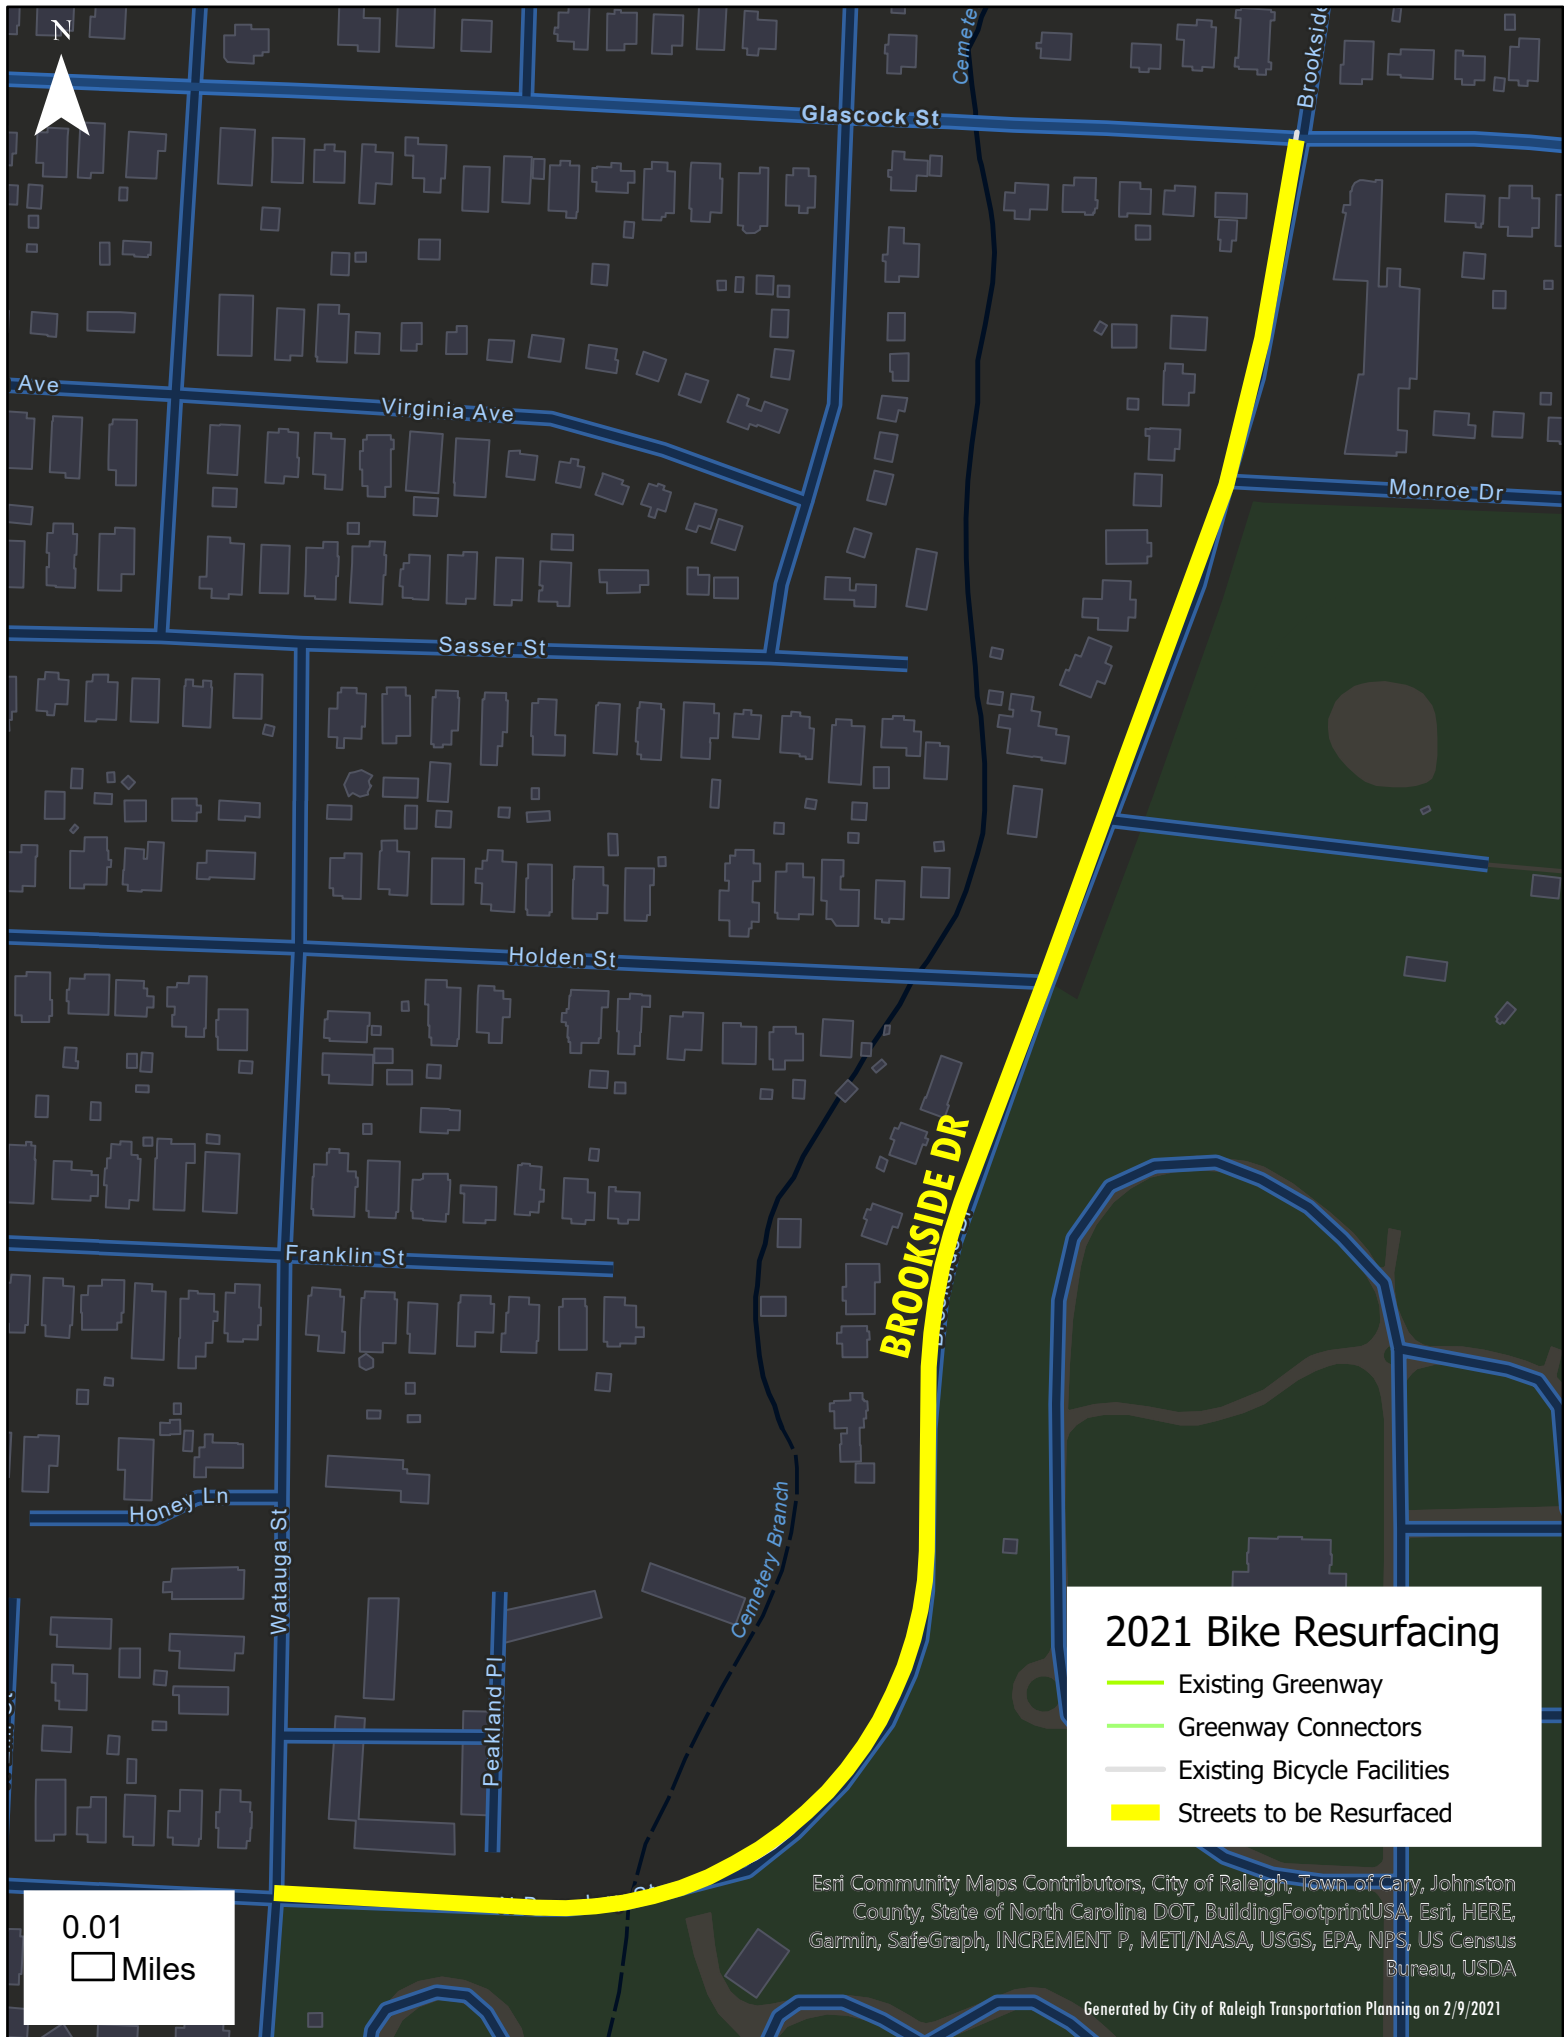 N
Cemete
Brookside
Glascock St
Ave
Virginia Ave
Monroe Dr
Sasser St
Holden St
BROOKSIDE DR
Franklin St
Honey Ln
Watauga St
Cemetery Branch
Peakland Pl
2021 Bike Resurfacing
Existing Greenway
Greenway Connectors
Existing Bicycle Facilities
Streets to be Resurfaced
0.01
Miles
Esri Community Maps Contributors, City of Raleigh, Town of Cary, Johnston
County, State of North Carolina DOT, BuildingFootprintUSA, Esri, HERE,
Garmin, SafeGraph, INCREMENT P, METI/NASA, USGS, EPA, NPS, US Census
Bureau, USDA
Generated by City of Raleigh Transportation Planning on 2/9/2021